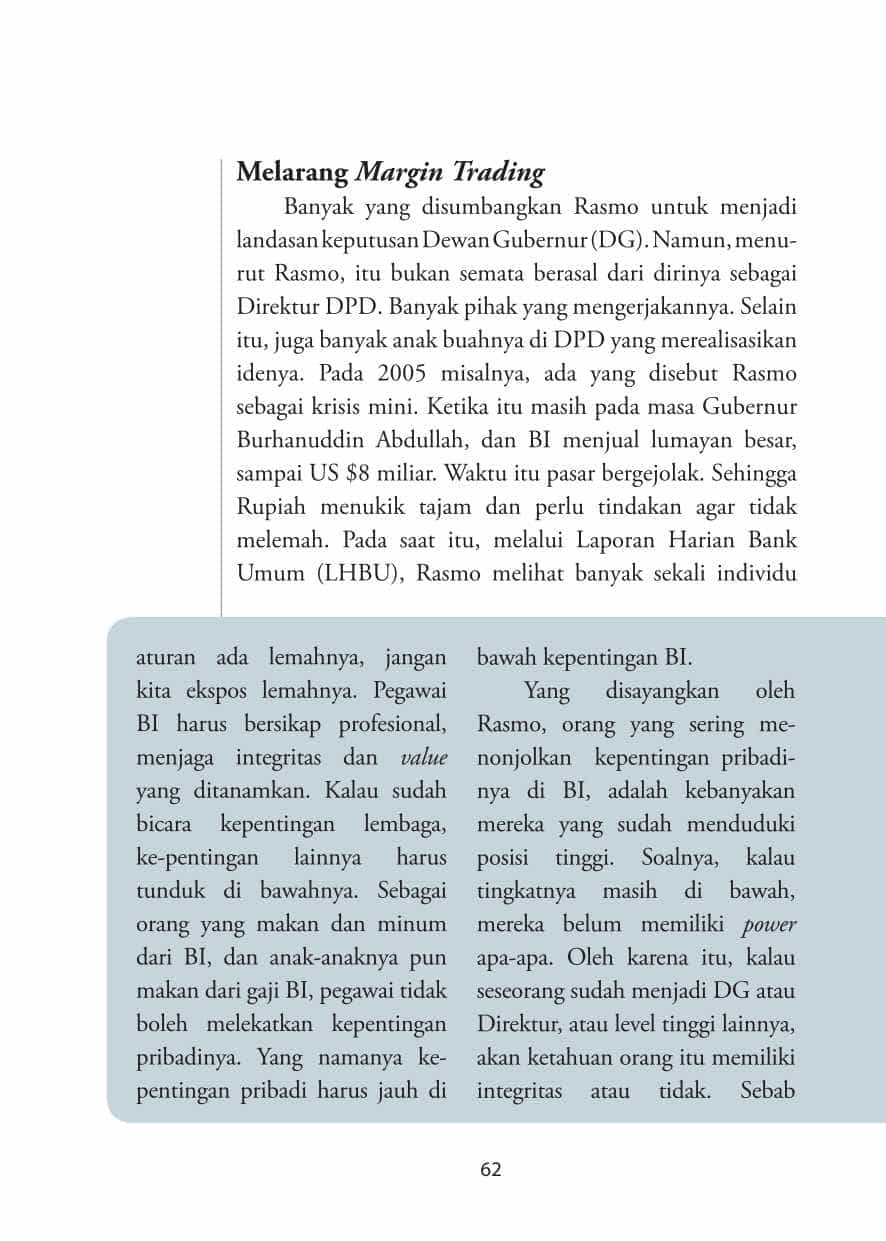 Melarang Margin Trading
Banyak yang disumbangkan Rasmo untuk menjadi
landasan keputusan Dewan Gubernur (DG). Namun, menu-
rut Rasmo, itu bukan semata berasal dari dirinya sebagai
Direktur DPD. Banyak pihak yang mengerjakannya. Selain
itu, juga banyak anak buahnya di DPD yang merealisasikan
idenya. Pada 2005 misalnya, ada yang disebut Rasmo
sebagai krisis mini. Ketika itu masih pada masa Gubernur
Burhanuddin Abdullah, dan BI menjual lumayan besar,
sampai US $8 miliar. Waktu itu pasar bergejolak. Sehingga
Rupiah menukik tajam dan perlu tindakan agar tidak
melemah. Pada saat itu, melalui Laporan Harian Bank
Umum (LHBU), Rasmo melihat banyak sekali individu
aturan ada lemahnya, jangan
kita ekspos lemahnya. Pegawai
BI harus bersikap profesional,
menjaga integritas dan value
yang ditanamkan. Kalau sudah
bicara kepentingan lembaga,
ke-pentingan lainnya harus
tunduk di bawahnya. Sebagai
orang yang makan dan minum
dari BI, dan anak-anaknya pun
makan dari gaji BI, pegawai tidak
boleh melekatkan kepentingan
pribadinya. Yang namanya ke-
pentingan pribadi harus jauh di
bawah kepentingan BI.
Yang disayangkan oleh
Rasmo, orang yang sering me-
nonjolkan kepentingan pribadi-
nya di BI, adalah kebanyakan
mereka yang sudah menduduki
posisi tinggi. Soalnya, kalau
tingkatnya masih di bawah,
mereka belum memiliki power
apa-apa. Oleh karena itu, kalau
seseorang sudah menjadi DG atau
Direktur, atau level tinggi lainnya,
akan ketahuan orang itu memiliki
integritas atau tidak. Sebab
62